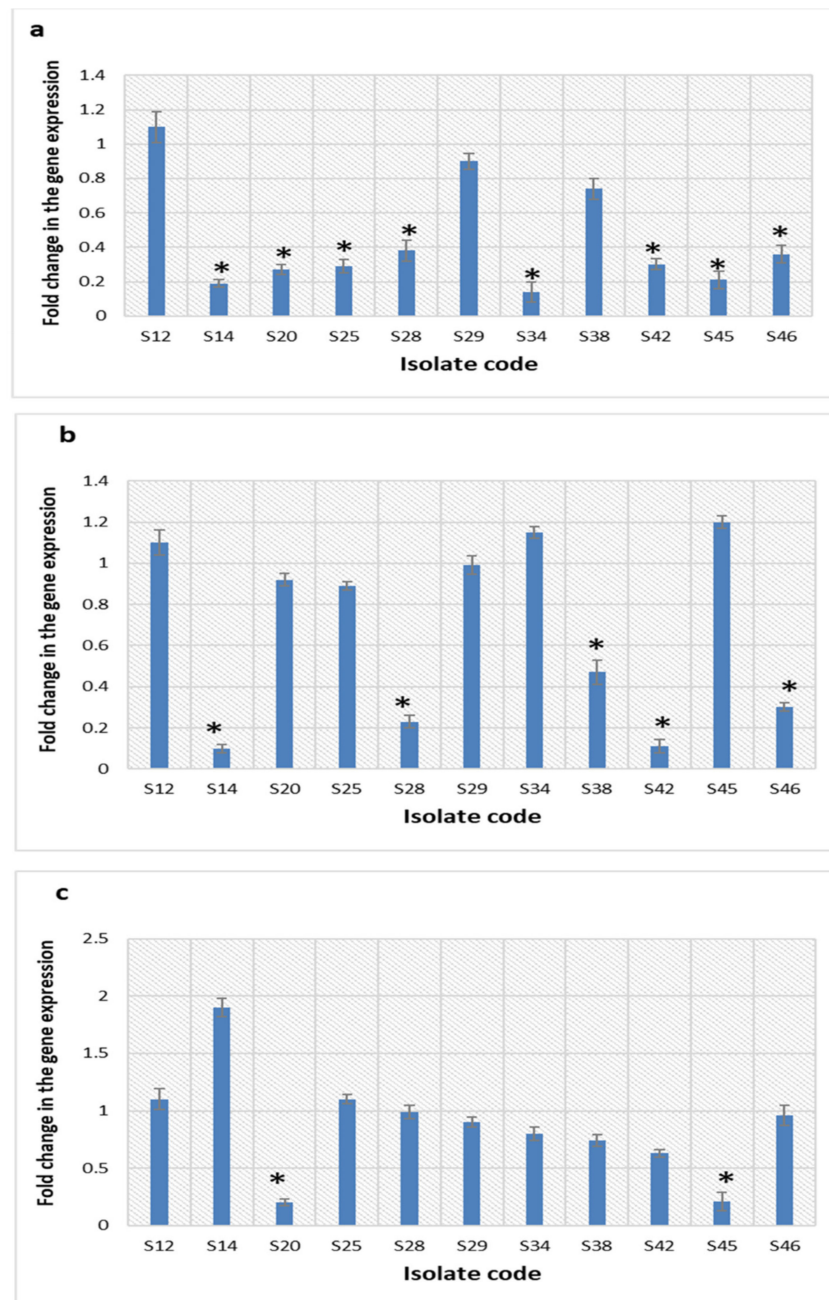 a
Fold change in the gene expression
1.4
1.2
1
0.8
0.6
0.4
0.2
0
* * * * * * * *
S12 S14 S20 S25 S28 S29 S34 S38 S42 S45 S46
Isolate code
b
Fold change in the gene expression
1.4
1.2
1
0.8
0.6
0.4
0.2
0
* * * * *
S12 S14 S20 S25 S28 S29 S34 S38 S42 S45 S46
Isolate code
c
Fold change in the gene expression
2.5
2
1.5
1
0.5
0
* *
S12 S14 S20 S25 S28 S29 S34 S38 S42 S45 S46
Isolate code